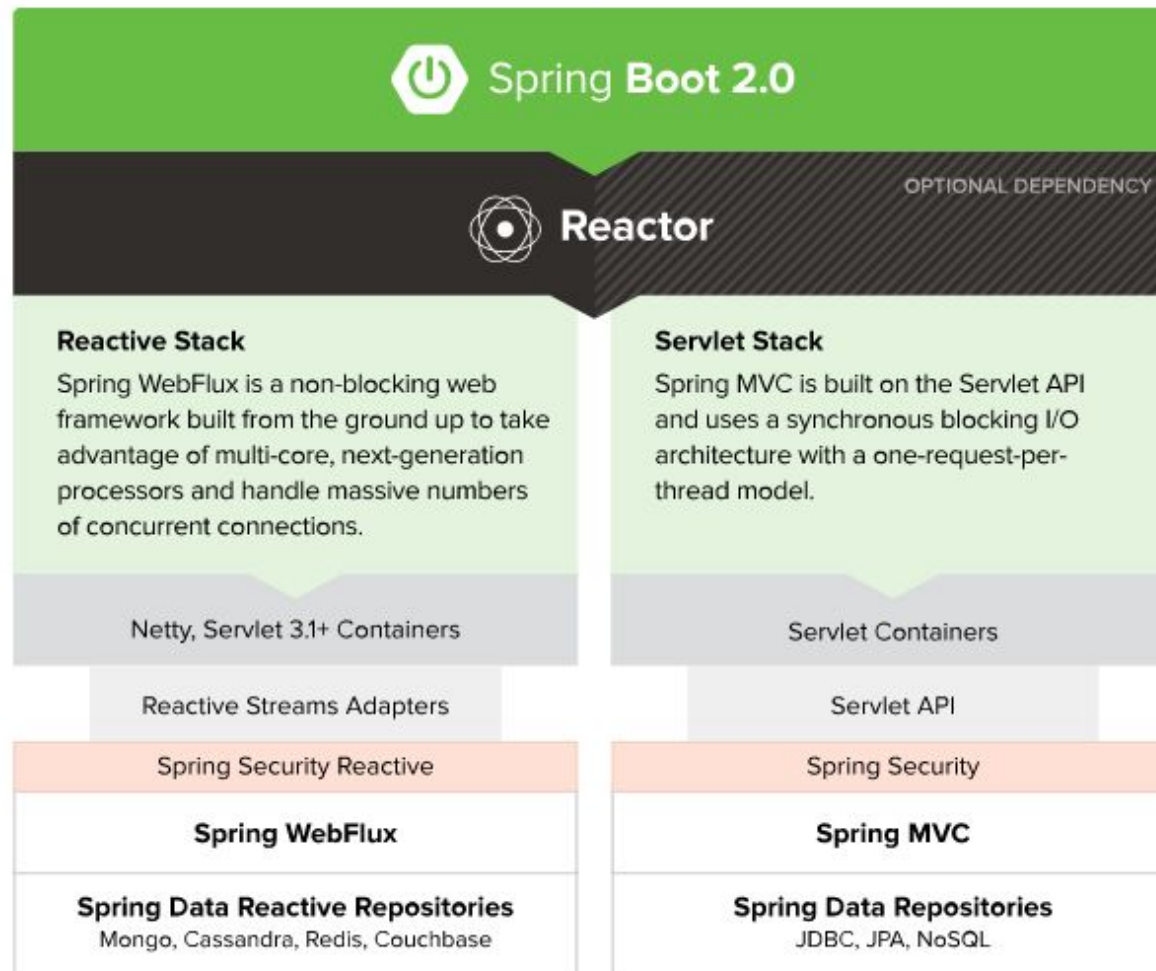 Spring Boot 2.0
OPTIONAL DEPENDENCY
Reactor
Reactive Stack
Spring WebFlux is a non-blocking web
framework built from the ground up to take
advantage of multi-core, next-generation
processors and handle massive numbers
of concurrent connections.
Netty, Servlet 3.1+ Containers
Reactive Streams Adapters
Spring Security Reactive
Spring WebFlux
Spring Data Reactive Repositories
Mongo, Cassandra, Redis, Couchbase
Servlet Stack
Spring MVC is built on the Servlet API
and uses a synchronous blocking I/O
architecture with a one-request-per-
thread model.
Servlet Containers
Servlet API
Spring Security
Spring MVC
Spring Data Repositories
JDBC, JPA, NoSQL